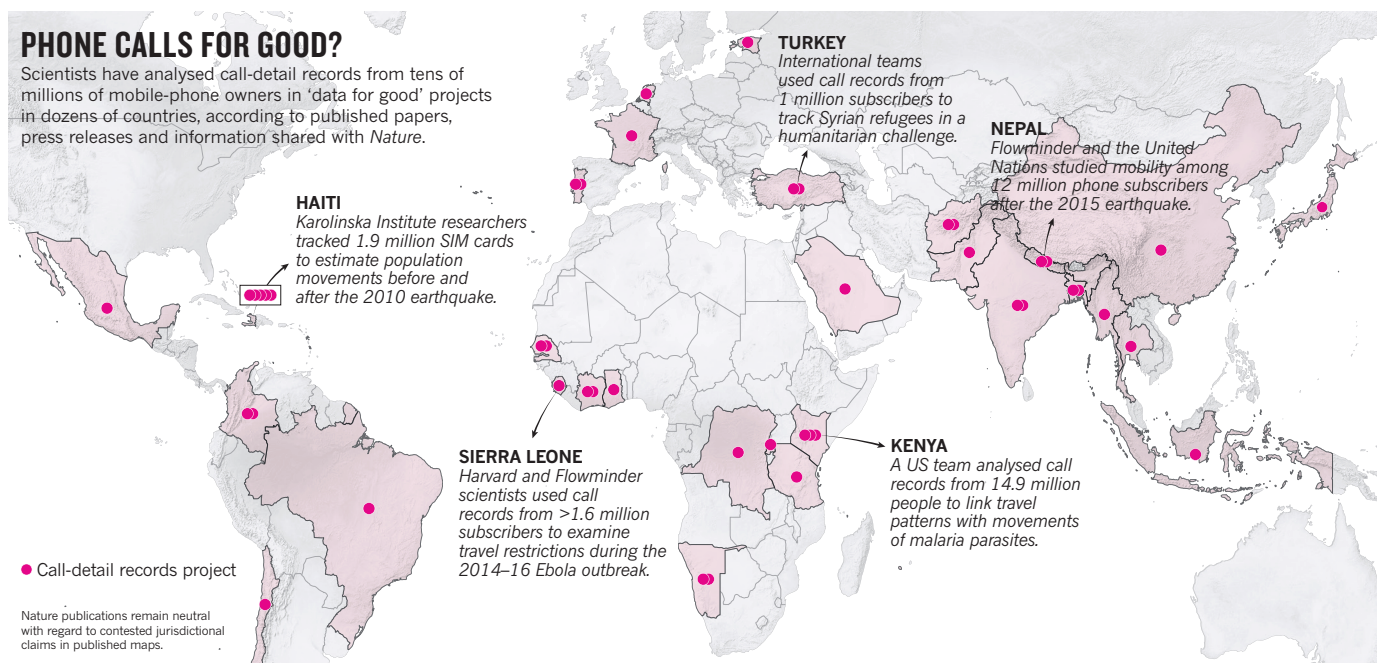 PHONE CALLS FOR GOOD?
Scientists have analysed call-detail records from tens of
millions of mobile-phone owners in ‘data for good’ projects
in dozens of countries, according to published papers,
press releases and information shared with Nature.
HAITI
Karolinska Institute researchers
tracked 1.9 million SIM cards
to estimate population
movements before and
after the 2010 earthquake.
TURKEY
International teams
used call records from
1 million subscribers to
track Syrian refugees in a
humanitarian challenge.
NEPAL
Flowminder and the United
Nations studied mobility among
12 million phone subscribers
after the 2015 earthquake.
SIERRA LEONE
Harvard and Flowminder
scientists used call
records from >1.6 million
subscribers to examine
travel restrictions during the
2014–16 Ebola outbreak.
KENYA
A US team analysed call
records from 14.9 million
people to link travel
patterns with movements
of malaria parasites.
Call-detail records project
Nature publications remain neutral
with regard to contested jurisdictional
claims in published maps.